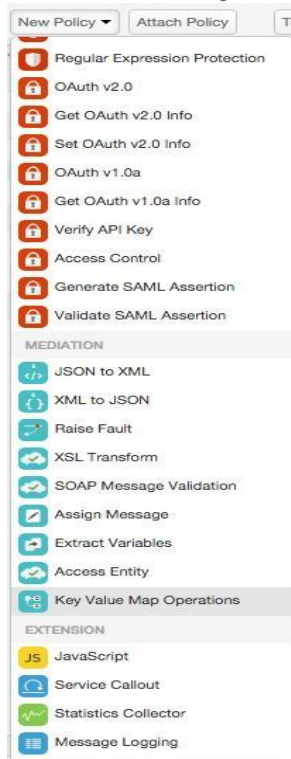 New Policy
Attach Policy
T
Regular Expression Protection
OAuth v2.0
Get OAuth v2.0 Info
Set OAuth v2.0 Info
OAuth v1.0a
Get OAuth v1.0a Info
Verify API Key
Access Control
Generate SAML Assertion
Validate SAML Assertion
MEDIATION
JSON to XML
XML to JSON
Raise Fault
XSL Transform
SOAP Message Validation
Assign Message
Extract Variables
Access Entity
Key Value Map Operations
EXTENSION
JS JavaScript
Service Callout
Statistics Collector
Message Logging